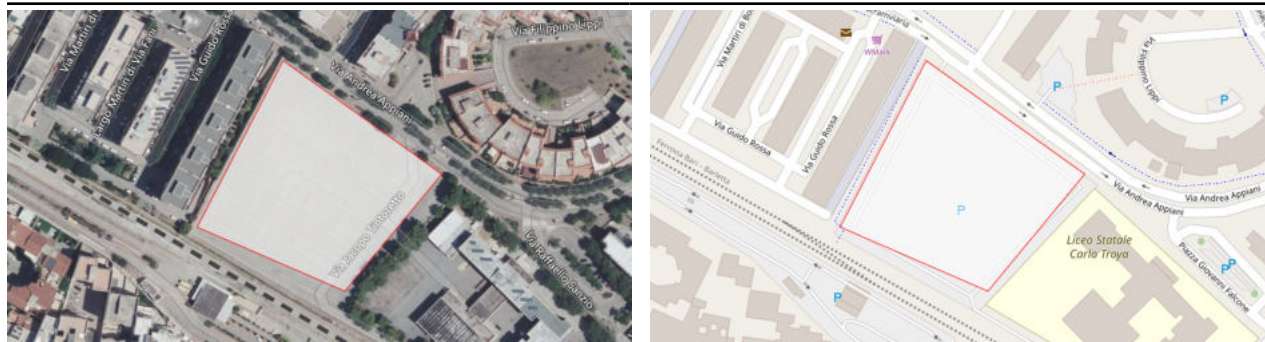 Via Martiri di
Largo Martiri di Via Fani
Via Guido Rossa
Via Andrea Appiani
Via Filippino Lippi
Via Jacopo Tintoretto
Via Raffaello Sanzio
Via Martiri di Bo
Via Guido Rossa
Via Guido Rossa
WMark
Ferrovia Bari - Barletta
P
P
Via Filippino Lippi
P
P
Via Andrea Appiani
Via Andrea Appiani
Liceo Statale
Carlo Troya
Piazza Giovanni Falcone
P
P